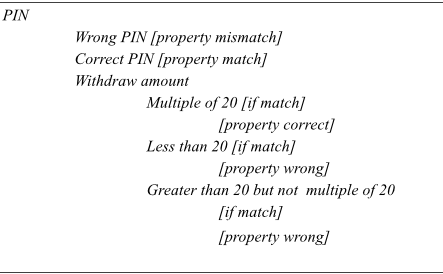 PIN
Wrong PIN [property mismatch]
Correct PIN [property match]
Withdraw amount
Multiple of 20 [if match]
[property correct]
Less than 20 [if match]
[property wrong]
Greater than 20 but not multiple of 20
[if match]
[property wrong]